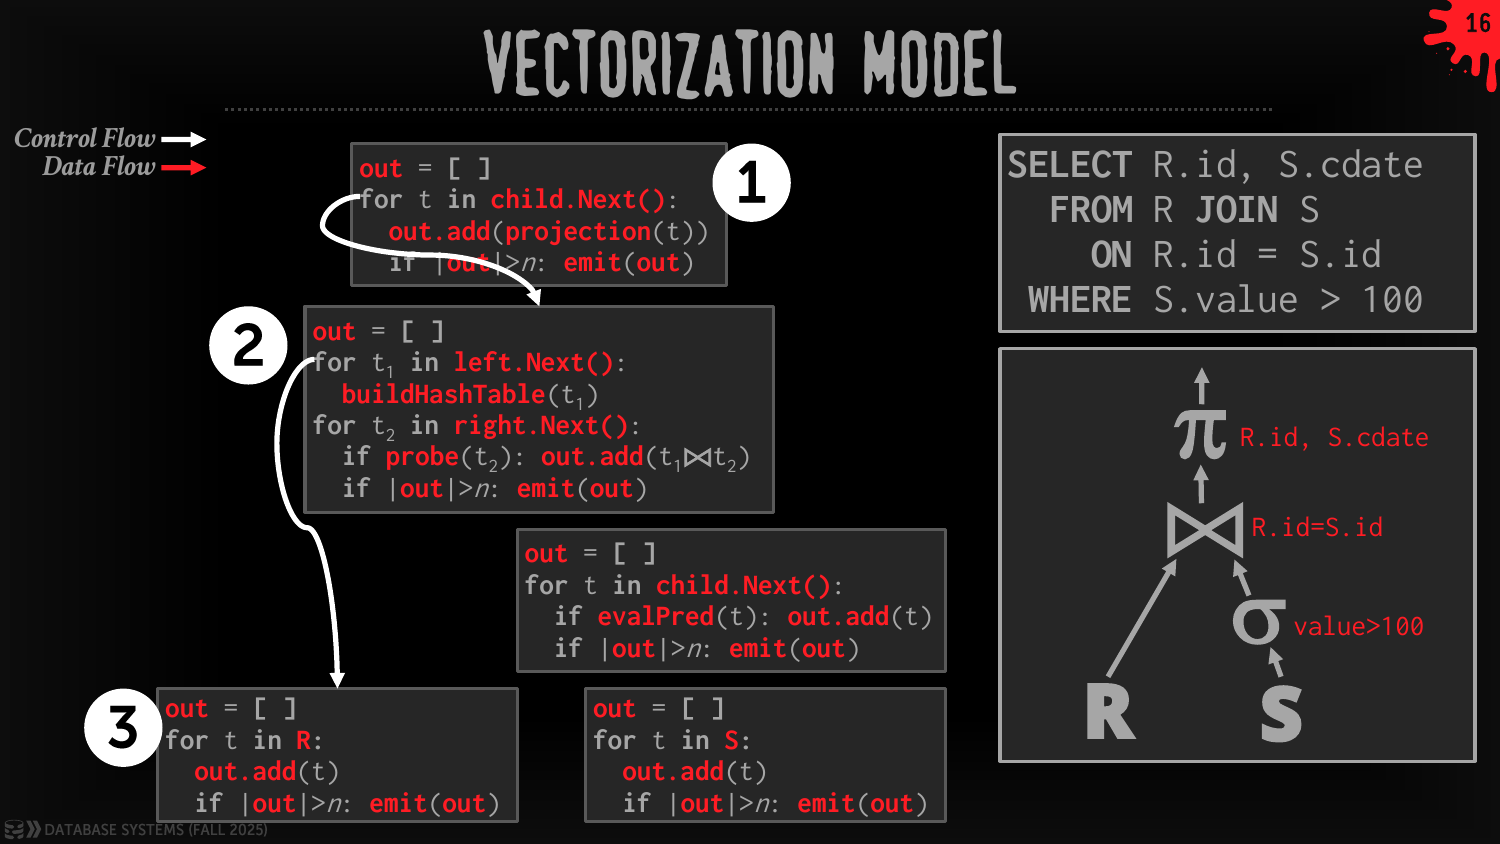 VECTORIZATION MODEL
16
Control Flow
Data Flow
1
out = [ ]
for t in child.Next():
out.add(projection(t))
if |out|>n: emit(out)
2
out = [ ]
for t1 in left.Next():
buildHashTable(t1)
for t2 in right.Next():
if probe(t2): out.add(t1⋈t2)
if |out|>n: emit(out)
out = [ ]
for t in child.Next():
if evalPred(t): out.add(t)
if |out|>n: emit(out)
3
out = [ ]
for t in R:
out.add(t)
if |out|>n: emit(out)
out = [ ]
for t in S:
out.add(t)
if |out|>n: emit(out)
SELECT R.id, S.cdate
FROM R JOIN S
ON R.id = S.id
WHERE S.value > 100
π R.id, S.cdate
⋈ R.id=S.id
σ value>100
R S
DATABASE SYSTEMS (FALL 2025)